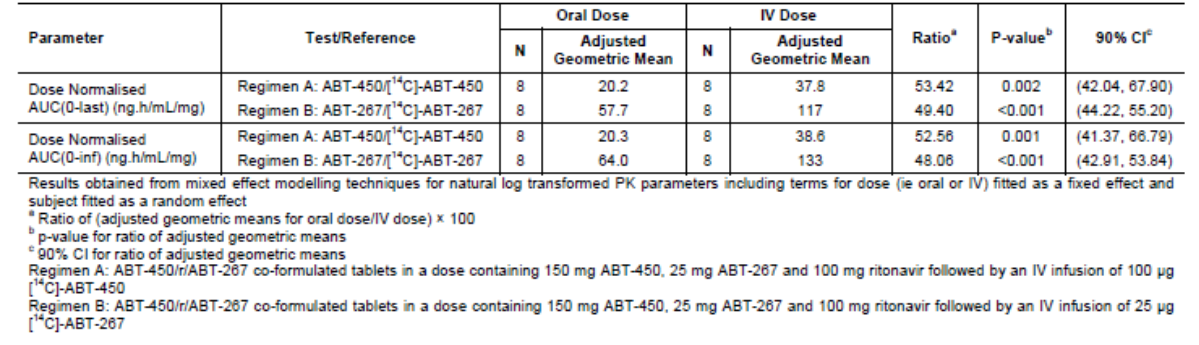 Oral Dose IV Dose
Parameter Test/Reference N Adjusted Geometric Mean N Adjusted Geometric Mean Ratioᵃ P-valueᵇ 90% CIᶜ
Dose Normalised AUC(0-last) (ng.h/mL/mg) Regimen A: ABT-450/[¹⁴C]-ABT-450 8 20.2 8 37.8 53.42 0.002 (42.04, 67.90)
Regimen B: ABT-267/[¹⁴C]-ABT-267 8 57.7 8 117 49.40 <0.001 (44.22, 55.20)
Dose Normalised AUC(0-inf) (ng.h/mL/mg) Regimen A: ABT-450/[¹⁴C]-ABT-450 8 20.3 8 38.6 52.56 0.001 (41.37, 66.79)
Regimen B: ABT-267/[¹⁴C]-ABT-267 8 64.0 8 133 48.06 <0.001 (42.91, 53.84)
Results obtained from mixed effect modelling techniques for natural log transformed PK parameters including terms for dose (ie oral or IV) fitted as a fixed effect and
subject fitted as a random effect
ᵃ Ratio of (adjusted geometric means for oral dose/IV dose) × 100
ᵇ p-value for ratio of adjusted geometric means
ᶜ 90% CI for ratio of adjusted geometric means
Regimen A: ABT-450/r/ABT-267 co-formulated tablets in a dose containing 150 mg ABT-450, 25 mg ABT-267 and 100 mg ritonavir followed by an IV infusion of 100 µg
[¹⁴C]-ABT-450
Regimen B: ABT-450/r/ABT-267 co-formulated tablets in a dose containing 150 mg ABT-450, 25 mg ABT-267 and 100 mg ritonavir followed by an IV infusion of 25 µg
[¹⁴C]-ABT-267